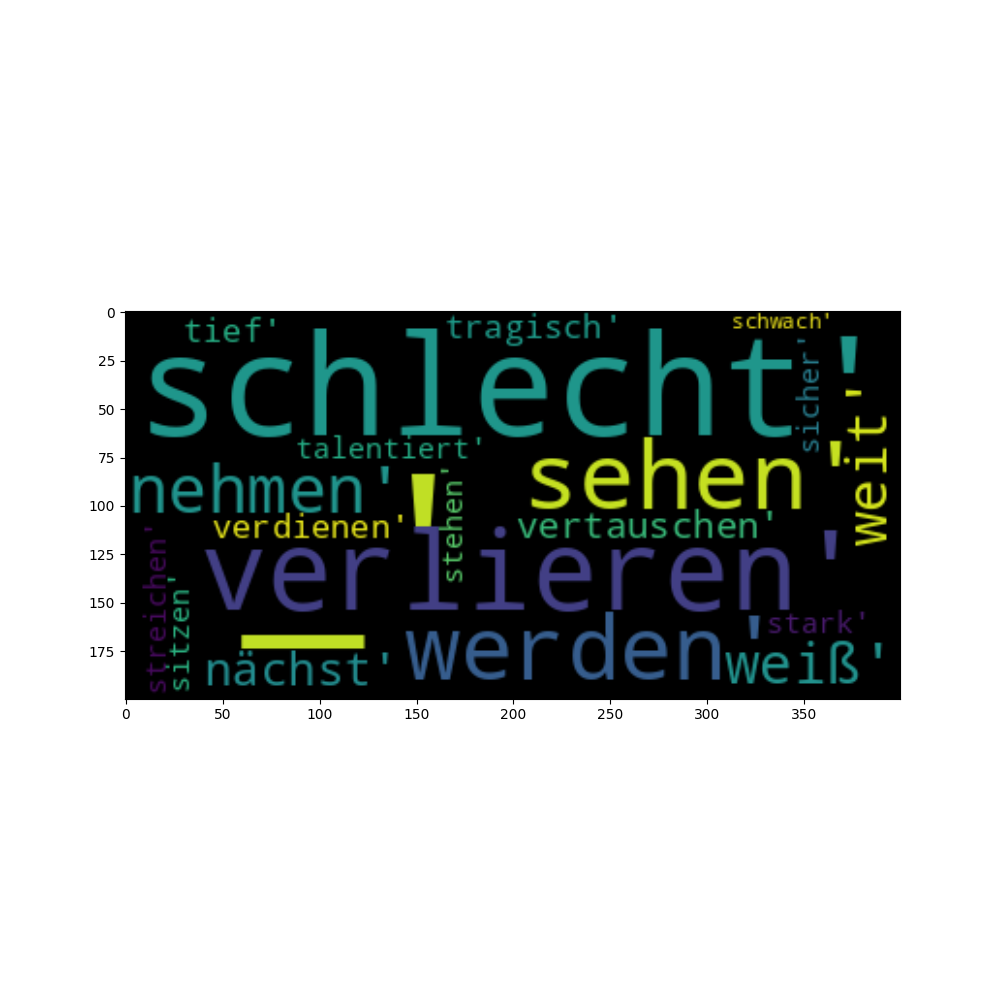 tief'
tragisch'
schwach'
schlecht'
sicher'
weit'
talentiert'
sehen'
nehmen'
'
stehen'
verdienen'
vertauschen'
verlieren'
streichen'
sitzen'
werden'
stark'
nächst'
weiß'
0
25
50
75
100
125
150
175
0 50 100 150 200 250 300 350